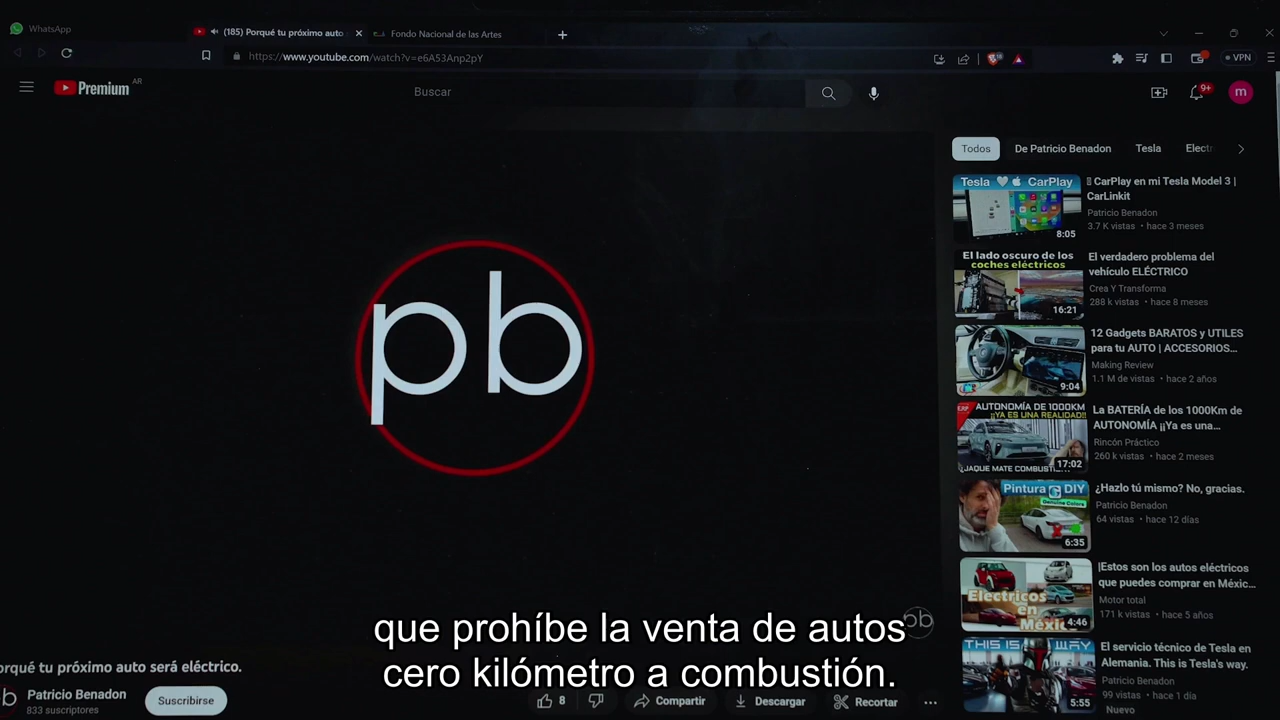 WhatsApp
(185) Porqué tu próximo auto
Fondo Nacional de las Artes
https://www.youtube.com/watch?v=e6A53Anp2pY
VPN
Premium AR
Buscar
9+
m
Todos
De Patricio Benadon
Tesla
Electr
Tesla CarPlay
8:05
CarPlay en mi Tesla Model 3 |
CarLinkit
Patricio Benadon
3.7 K vistas • hace 3 meses
El lado oscuro de los
coches eléctricos
16:21
El verdadero problema del
vehículo ELÉCTRICO
Crea Y Transforma
288 k vistas • hace 8 meses
9:04
12 Gadgets BARATOS y UTILES
para tu AUTO | ACCESORIOS...
Making Review
1.1 M de vistas • hace 2 años
AUTONOMÍA DE 1000KM
¡¡YA ES UNA REALIDAD!
¡JAQUE MATE COMBUSTIÓN
17:02
La BATERÍA de los 1000Km de
AUTONOMÍA ¡¡Ya es una...
Rincón Práctico
260 k vistas • hace 2 meses
Pintura DIY
6:35
¿Hazlo tú mismo? No, gracias.
Patricio Benadon
64 vistas • hace 12 días
Eléctricos
en
México
4:46
|Estos son los autos eléctricos
que puedes comprar en Méxic...
Motor total
171 k vistas • hace 5 años
THIS IS WAY
5:55
El servicio técnico de Tesla en
Alemania. This is Tesla's way.
Patricio Benadon
99 vistas • hace 1 día
Nuevo
pb
pb
que prohíbe la venta de autos
cero kilómetro a combustión.
orqué tu próximo auto será eléctrico.
Patricio Benadon
833 suscriptores
Suscribirse
8
Compartir
Descargar
Recortar